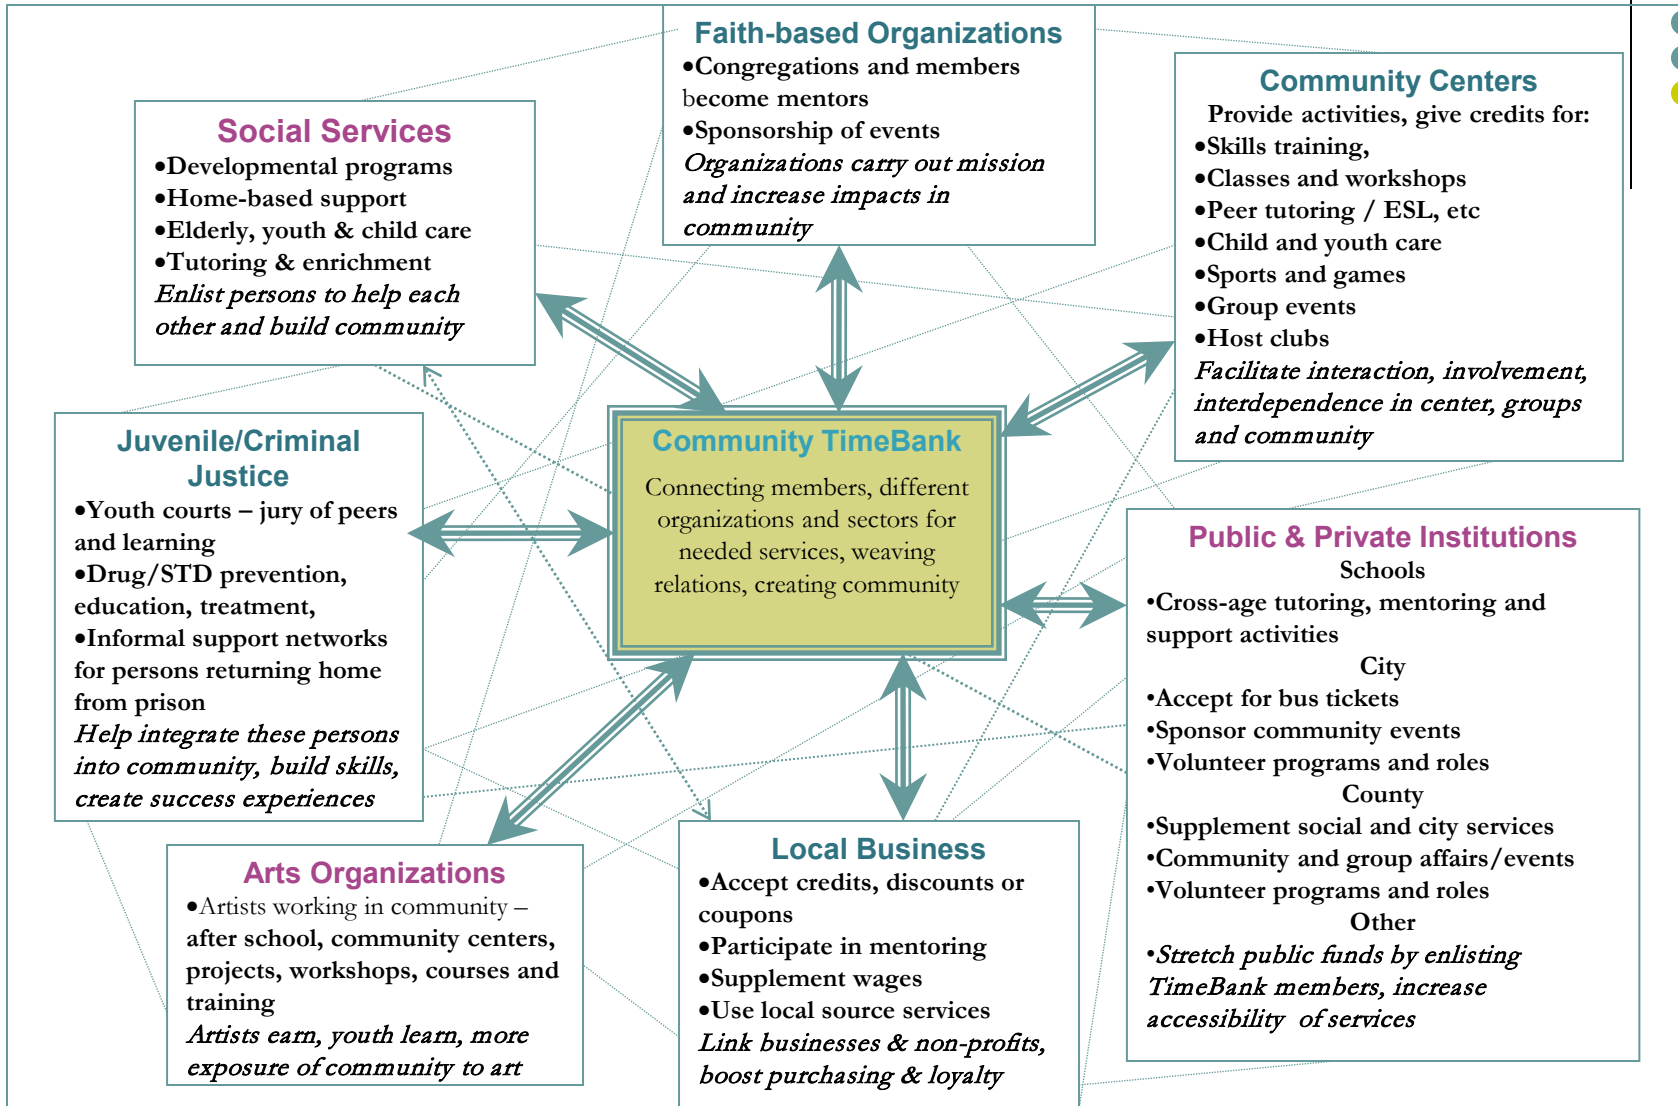 Faith-based Organizations
•Congregations and members
become mentors
•Sponsorship of events
Organizations carry out mission
and increase impacts in
community
Community Centers
Provide activities, give credits for:
•Skills training,
•Classes and workshops
•Peer tutoring / ESL, etc
•Child and youth care
•Sports and games
•Group events
•Host clubs
Facilitate interaction, involvement,
interdependence in center, groups
and community
Social Services
•Developmental programs
•Home-based support
•Elderly, youth & child care
•Tutoring & enrichment
Enlist persons to help each
other and build community
Juvenile/Criminal
Justice
•Youth courts – jury of peers
and learning
•Drug/STD prevention,
education, treatment,
•Informal support networks
for persons returning home
from prison
Help integrate these persons
into community, build skills,
create success experiences
Community TimeBank
Connecting members, different
organizations and sectors for
needed services, weaving
relations, creating community
Public & Private Institutions
Schools
•Cross-age tutoring, mentoring and
support activities
City
•Accept for bus tickets
•Sponsor community events
•Volunteer programs and roles
County
•Supplement social and city services
•Community and group affairs/events
•Volunteer programs and roles
Other
•Stretch public funds by enlisting
TimeBank members, increase
accessibility of services
Arts Organizations
•Artists working in community –
after school, community centers,
projects, workshops, courses and
training
Artists earn, youth learn, more
exposure of community to art
Local Business
•Accept credits, discounts or
coupons
•Participate in mentoring
•Supplement wages
•Use local source services
Link businesses & non-profits,
boost purchasing & loyalty